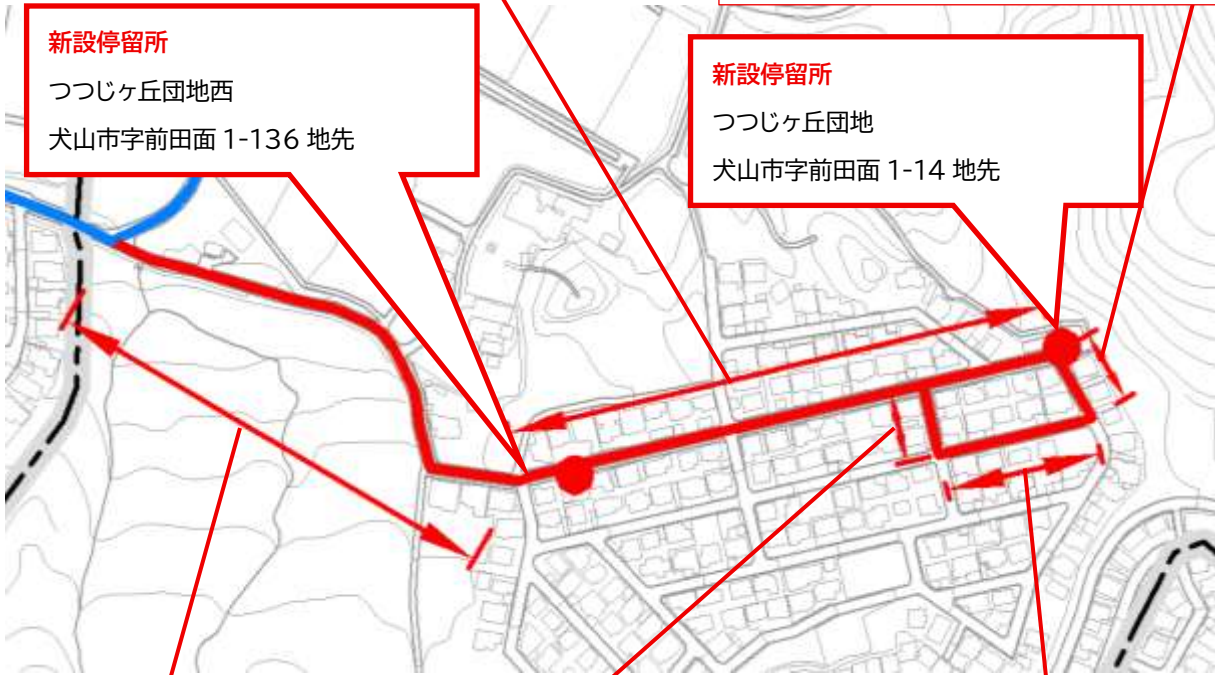 新設停留所
つつじヶ丘団地西
犬山市字前田面 1-136 地先
新設停留所
つつじヶ丘団地
犬山市字前田面 1-14 地先